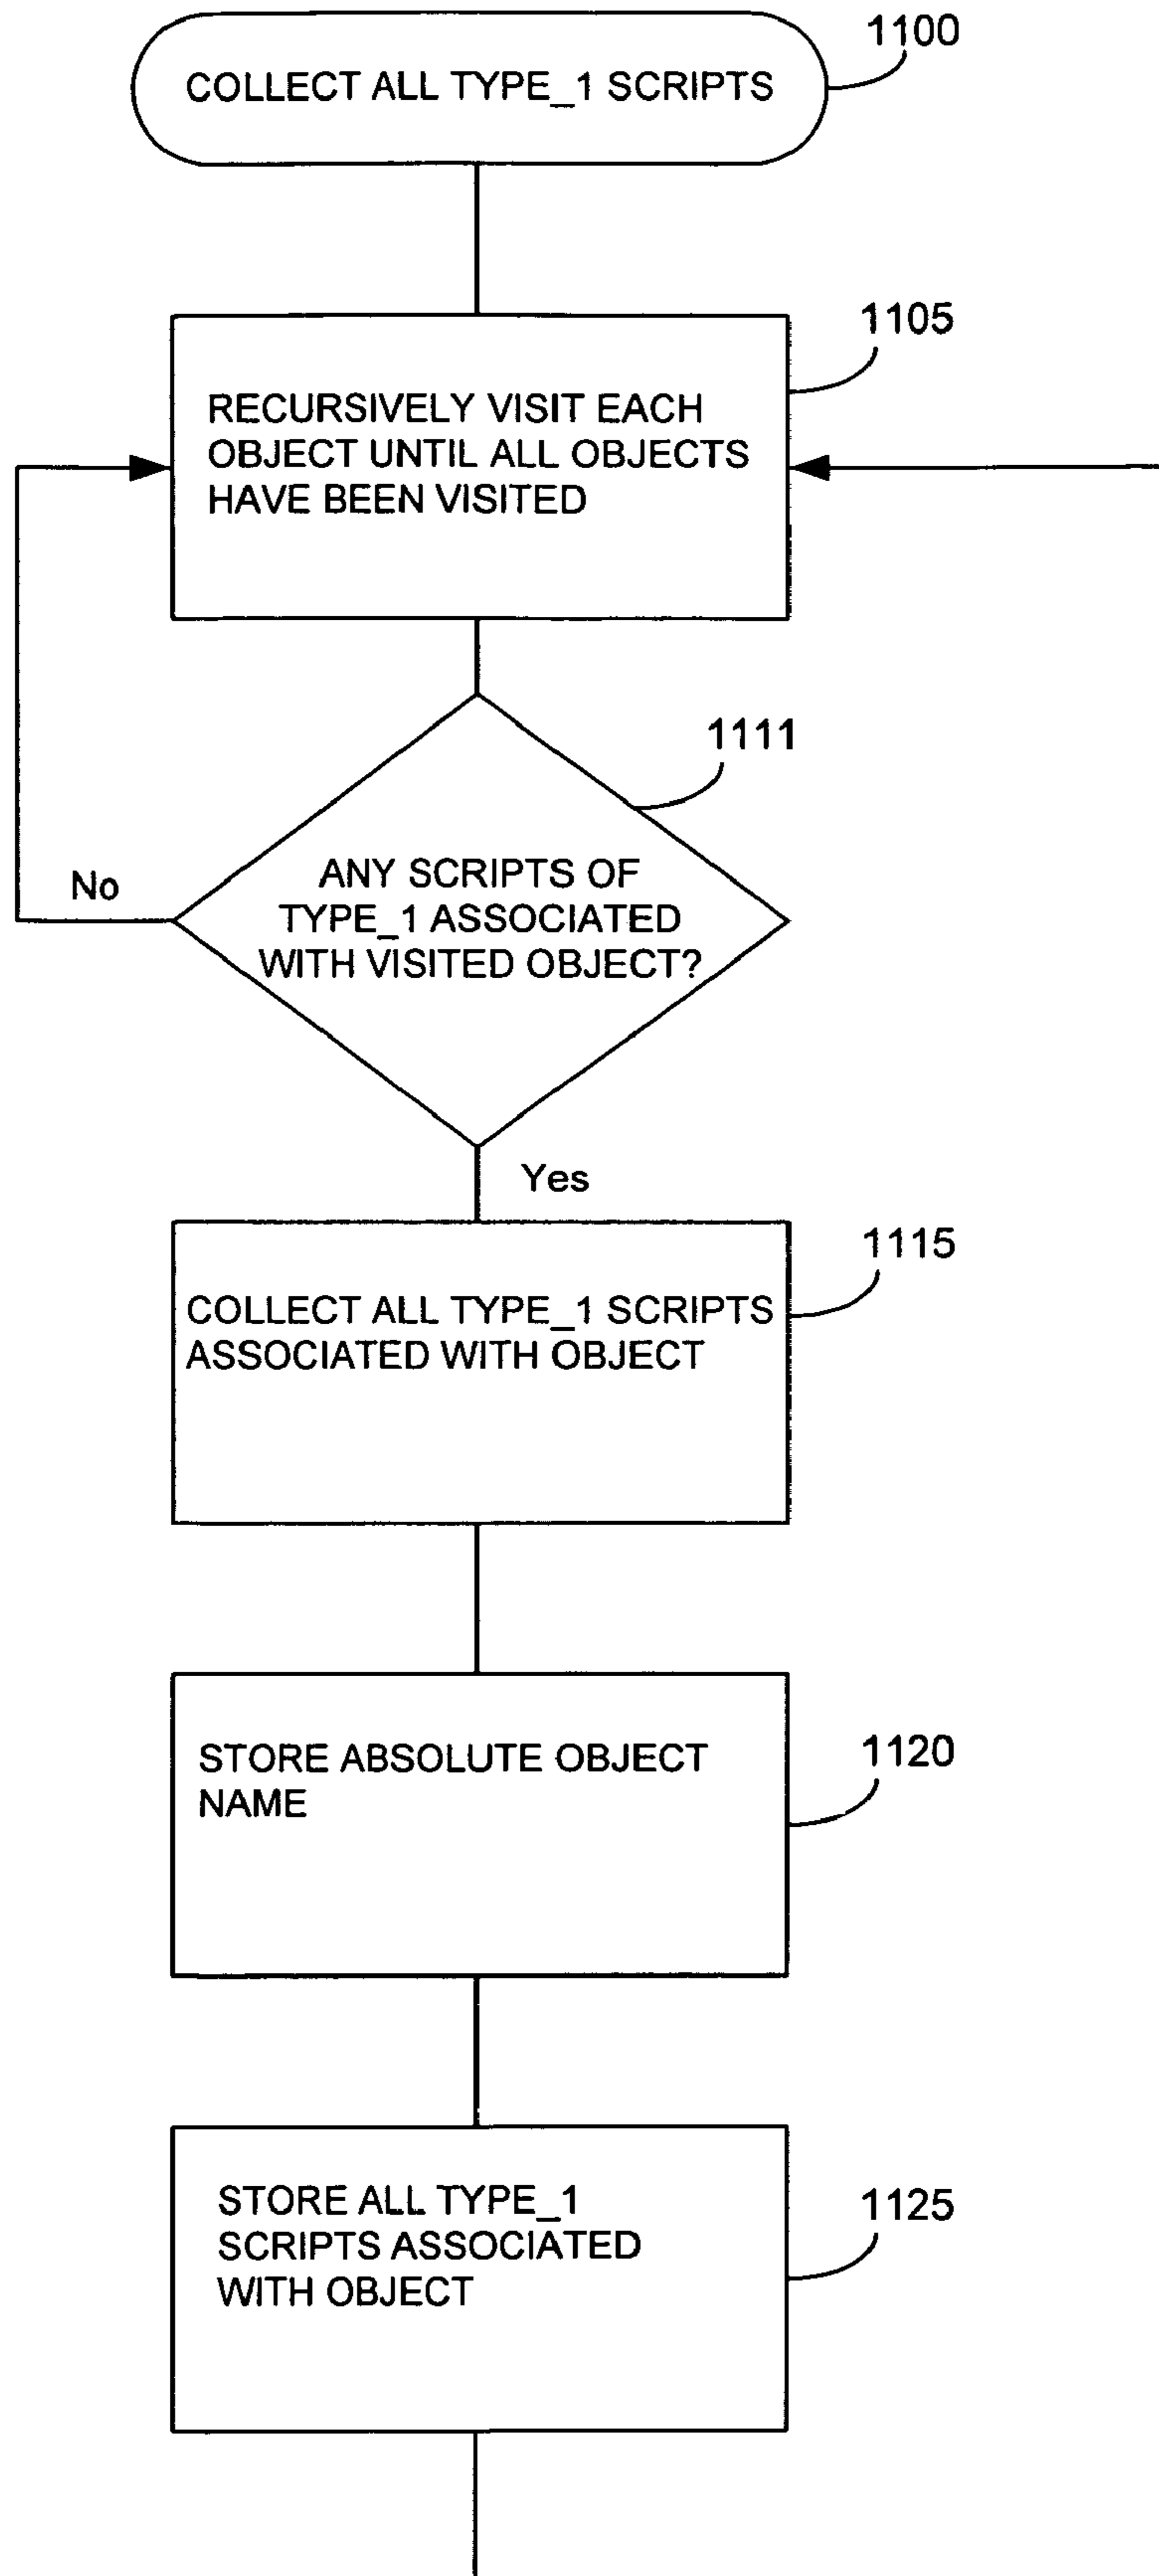 1100
COLLECT ALL TYPE_1 SCRIPTS
1105
RECURSIVELY VISIT EACH
OBJECT UNTIL ALL OBJECTS
HAVE BEEN VISITED
1111
No
ANY SCRIPTS OF
TYPE_1 ASSOCIATED
WITH VISITED OBJECT?
Yes
1115
COLLECT ALL TYPE_1 SCRIPTS
ASSOCIATED WITH OBJECT
1120
STORE ABSOLUTE OBJECT
NAME
1125
STORE ALL TYPE_1
SCRIPTS ASSOCIATED
WITH OBJECT